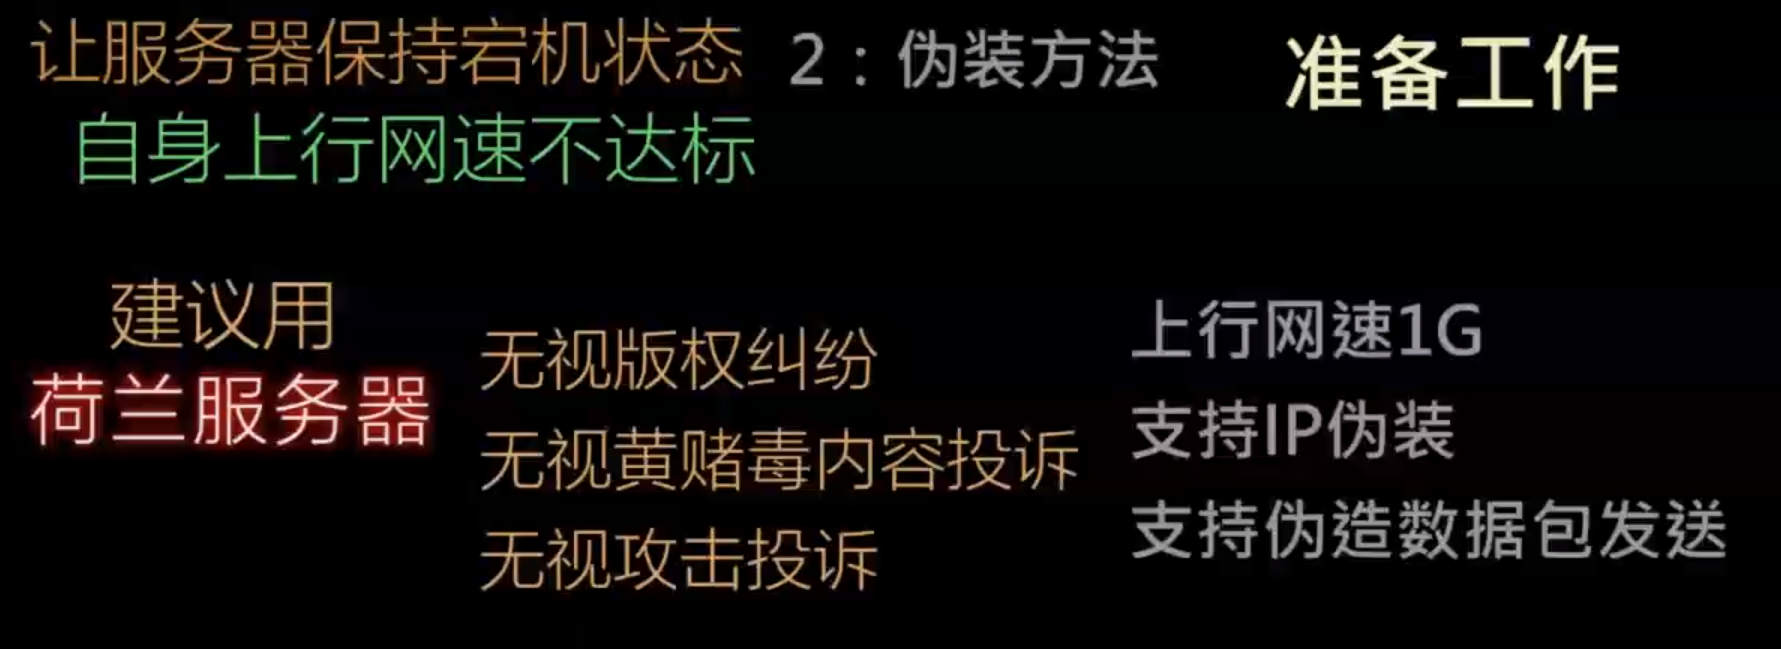 让服务器保持宕机状态
2：伪装方法
准备工作
自身上行网速不达标
建议用
荷兰服务器
无视版权纠纷
无视黄赌毒内容投诉
无视攻击投诉
上行网速1G
支持IP伪装
支持伪造数据包发送